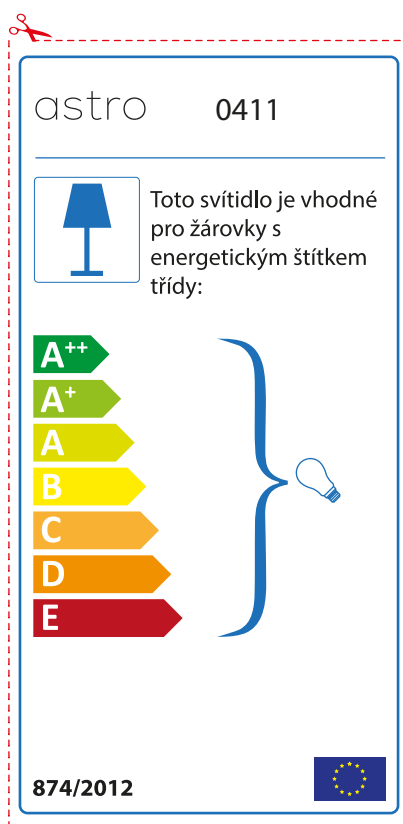 astro 0411
Toto svítidlo je vhodné
pro žárovky s
energetickým štítkem
třídy:
A++
A+
A
B
C
D
E
874/2012